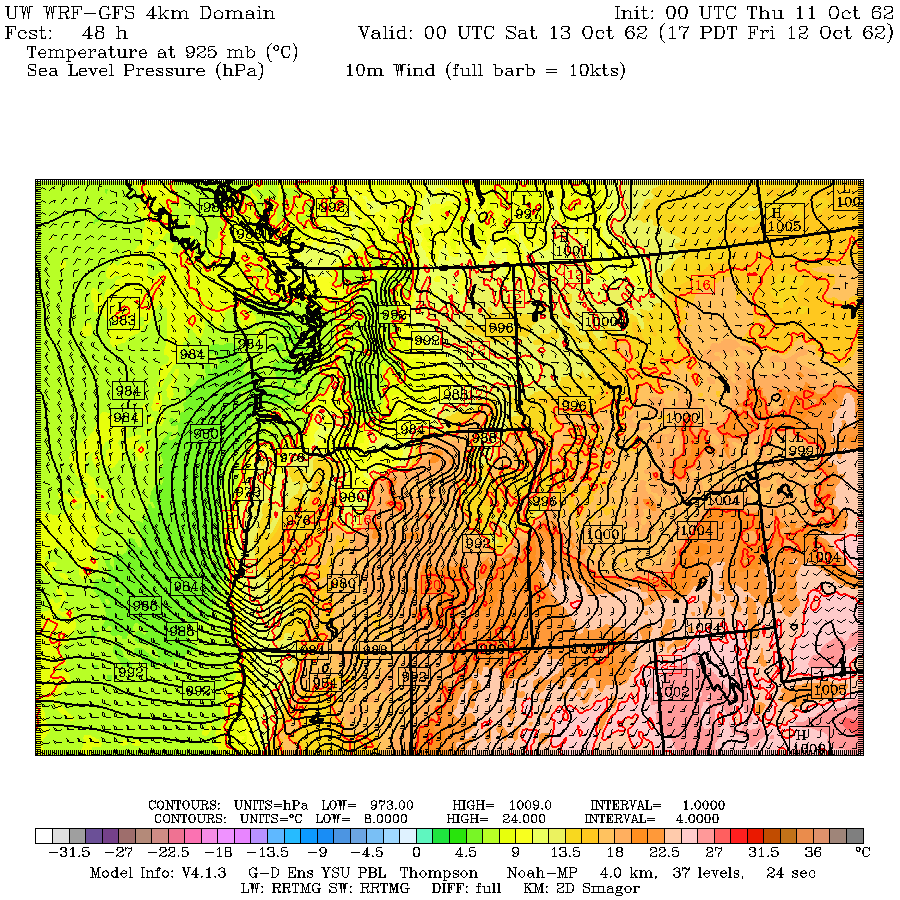 UW WRF-GFS 4km Domain Init: 00 UTC Thu 11 Oct 62
Fcst: 48 h Valid: 00 UTC Sat 13 Oct 62 (17 PDT Fri 12 Oct 62)
Temperature at 925 mb (°C)
Sea Level Pressure (hPa) 10m Wind (full barb = 10kts)
992
H 1005
H 1001
16
L 983
992
996
1000
984
984
992
984
988
996
1000
984
980
984
988
L 999
976
980
996
1004
976
1004
992
1000
1004
984
980
988
988
1004
992
992
992
984
L 1002
1008
CONTOURS: UNITS=hPa LOW= 973.00 HIGH= 1009.0 INTERVAL= 1.0000
CONTOURS: UNITS=°C LOW= 8.0000 HIGH= 24.000 INTERVAL= 4.0000
-31.5 -27 -22.5 -18 -13.5 -9 -4.5 0 4.5 9 13.5 18 22.5 27 31.5 36 °C
Model Info: V4.1.3 G-D Ens YSU PBL Thompson Noah-MP 4.0 km, 37 levels, 24 sec
LW: RRTMG SW: RRTMG DIFF: full KM: 2D Smagor